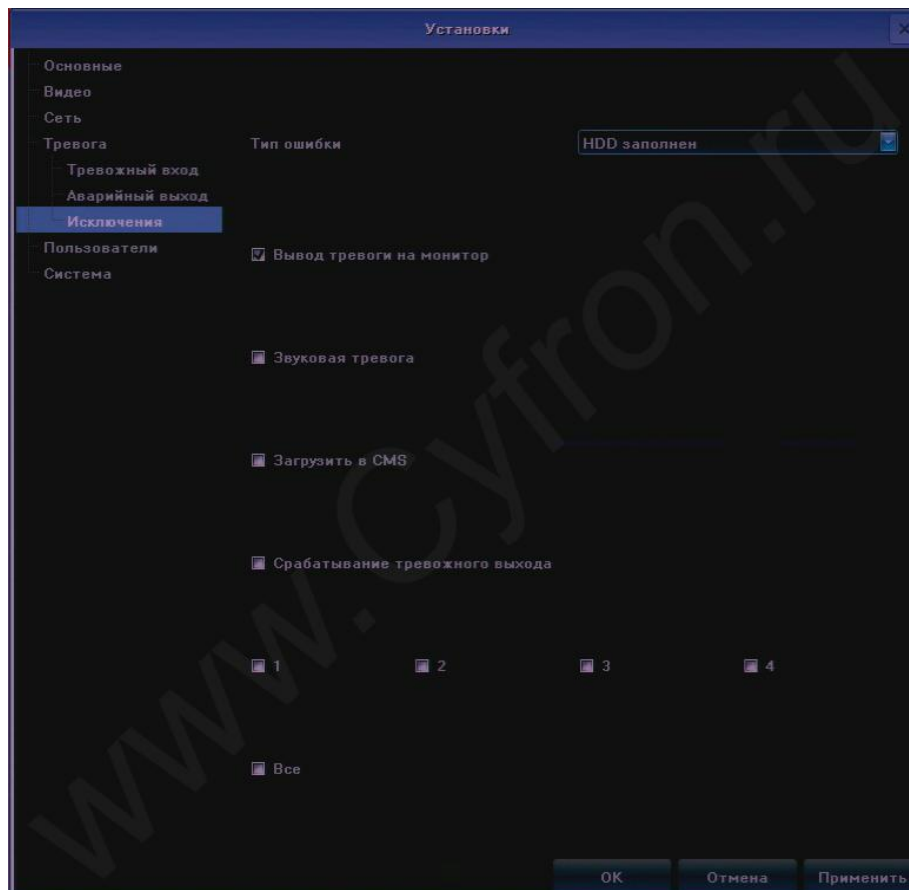 Установки
Основные
Видео
Сеть
Тревога
Тревожный вход
Аварийный выход
Исключения
Пользователи
Система
Тип ошибки HDD заполнен
Вывод тревоги на монитор
Звуковая тревога
Загрузить в CMS
Срабатывание тревожного выхода
1 2 3 4
Все
OK Отмена Применить
www.Cyfron.ru